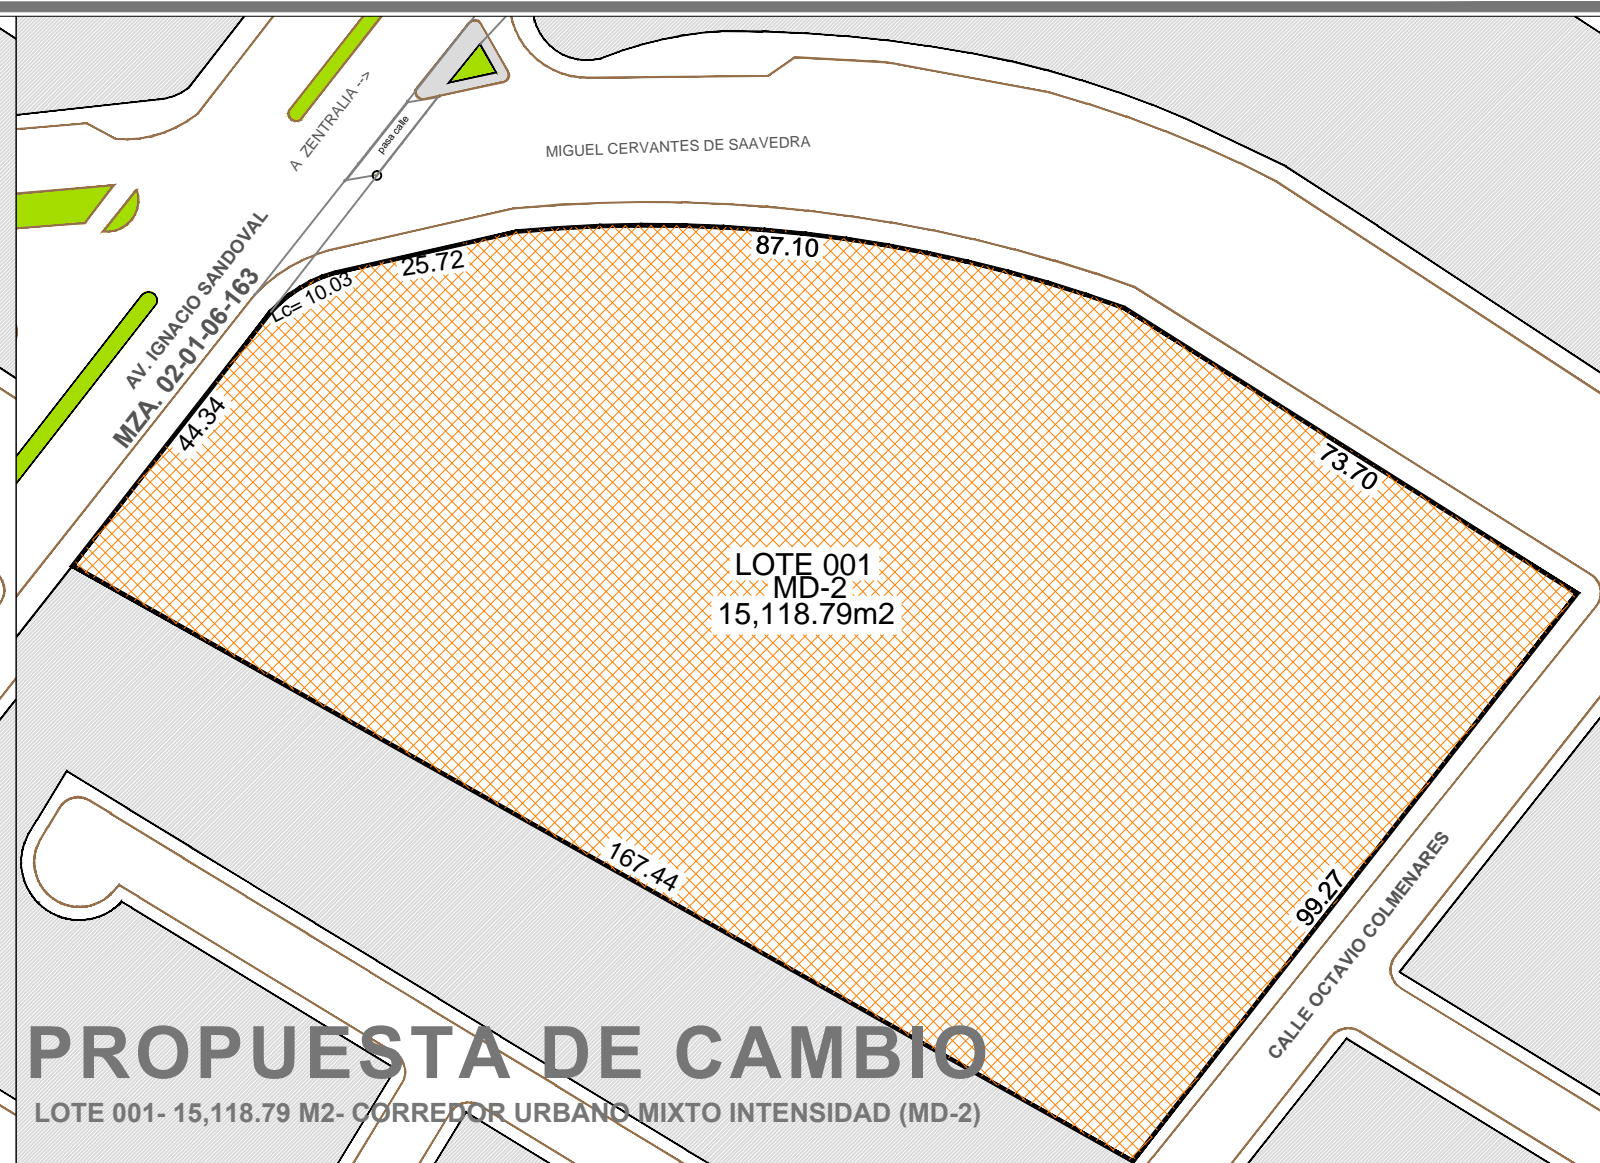 A ZENTRALIA -->
pasa calle
MIGUEL CERVANTES DE SAAVEDRA
AV. IGNACIO SANDOVAL
MZA. 02-01-06-163
Lc= 10.03
25.72
87.10
44.34
73.70
LOTE 001
MD-2
15,118.79m2
167.44
99.27
CALLE OCTAVIO COLMENARES
PROPUESTA DE CAMBIO
LOTE 001- 15,118.79 M2- CORREDOR URBANO MIXTO INTENSIDAD (MD-2)